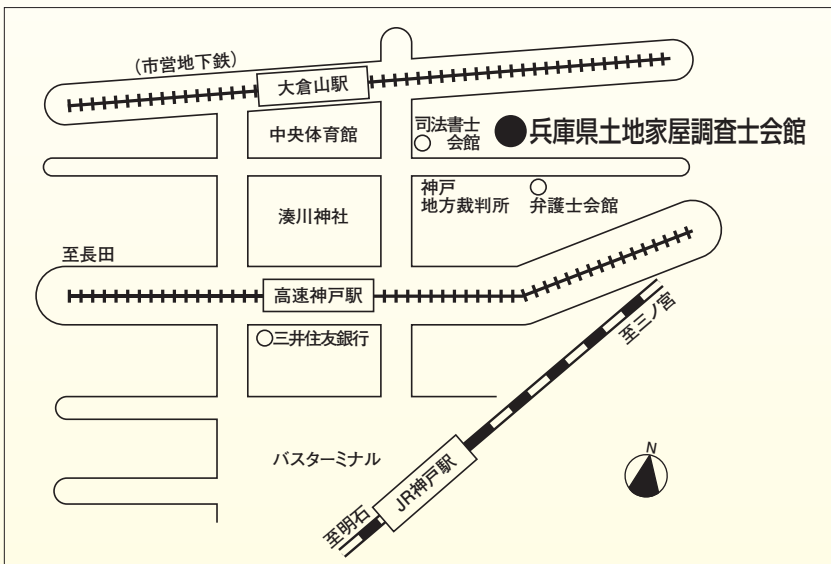 (市営地下鉄)
大倉山駅
中央体育館
司法書士
会館
兵庫県土地家屋調査士会館
湊川神社
神戸
地方裁判所
弁護士会館
至長田
高速神戸駅
三井住友銀行
至三ノ宮
バスターミナル
JR神戸駅
至明石
N